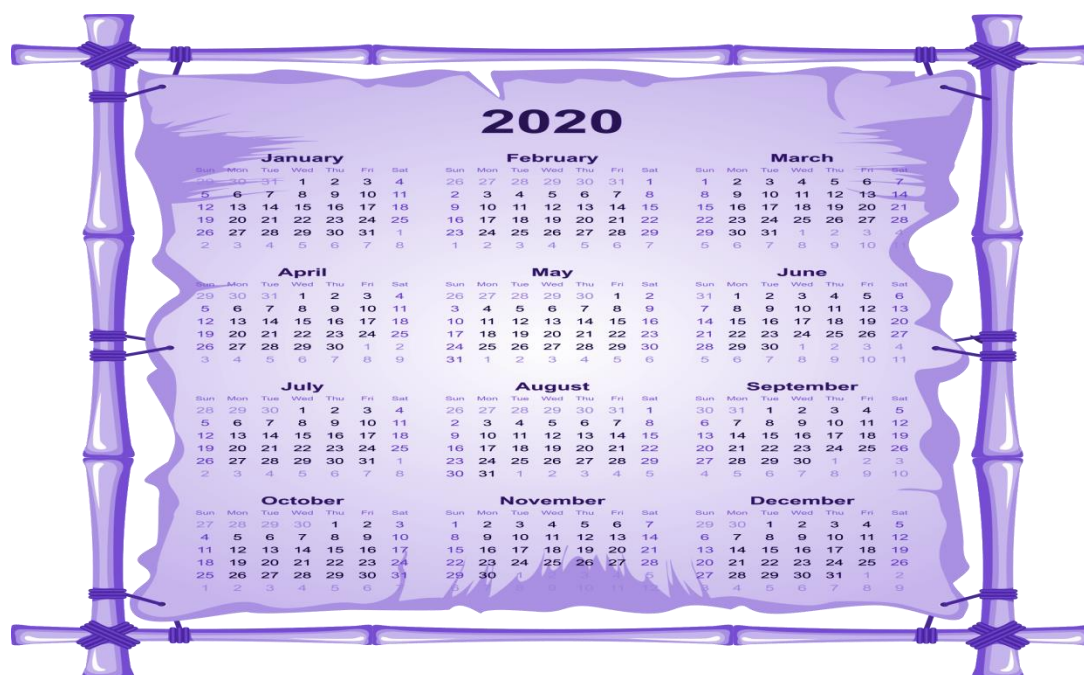 2020
January
Sun Mon Tue Wed Thu Fri Sat
29 30 31 1 2 3 4
5 6 7 8 9 10 11
12 13 14 15 16 17 18
19 20 21 22 23 24 25
26 27 28 29 30 31 1
2 3 4 5 6 7 8
February
Sun Mon Tue Wed Thu Fri Sat
26 27 28 29 30 31 1
2 3 4 5 6 7 8
9 10 11 12 13 14 15
16 17 18 19 20 21 22
23 24 25 26 27 28 29
1 2 3 4 5 6 7
March
Sun Mon Tue Wed Thu Fri Sat
1 2 3 4 5 6 7
8 9 10 11 12 13 14
15 16 17 18 19 20 21
22 23 24 25 26 27 28
29 30 31 1 2 3 4
5 6 7 8 9 10 11
April
Sun Mon Tue Wed Thu Fri Sat
29 30 31 1 2 3 4
5 6 7 8 9 10 11
12 13 14 15 16 17 18
19 20 21 22 23 24 25
26 27 28 29 30 1 2
3 4 5 6 7 8 9
May
Sun Mon Tue Wed Thu Fri Sat
26 27 28 29 30 1 2
3 4 5 6 7 8 9
10 11 12 13 14 15 16
17 18 19 20 21 22 23
24 25 26 27 28 29 30
31 1 2 3 4 5 6
June
Sun Mon Tue Wed Thu Fri Sat
31 1 2 3 4 5 6
7 8 9 10 11 12 13
14 15 16 17 18 19 20
21 22 23 24 25 26 27
28 29 30 1 2 3 4
5 6 7 8 9 10 11
July
Sun Mon Tue Wed Thu Fri Sat
28 29 30 1 2 3 4
5 6 7 8 9 10 11
12 13 14 15 16 17 18
19 20 21 22 23 24 25
26 27 28 29 30 31 1
2 3 4 5 6 7 8
August
Sun Mon Tue Wed Thu Fri Sat
26 27 28 29 30 31 1
2 3 4 5 6 7 8
9 10 11 12 13 14 15
16 17 18 19 20 21 22
23 24 25 26 27 28 29
30 31 1 2 3 4 5
September
Sun Mon Tue Wed Thu Fri Sat
30 31 1 2 3 4 5
6 7 8 9 10 11 12
13 14 15 16 17 18 19
20 21 22 23 24 25 26
27 28 29 30 1 2 3
4 5 6 7 8 9 10
October
Sun Mon Tue Wed Thu Fri Sat
27 28 29 30 1 2 3
4 5 6 7 8 9 10
11 12 13 14 15 16 17
18 19 20 21 22 23 24
25 26 27 28 29 30 31
1 2 3 4 5 6
November
Sun Mon Tue Wed Thu Fri Sat
1 2 3 4 5 6 7
8 9 10 11 12 13 14
15 16 17 18 19 20 21
22 23 24 25 26 27 28
29 30 1 5
December
Sun Mon Tue Wed Thu Fri Sat
29 30 1 2 3 4 5
6 7 8 9 10 11 12
13 14 15 16 17 18 19
20 21 22 23 24 25 26
27 28 29 30 31 1 2
4 5 6 7 8 9